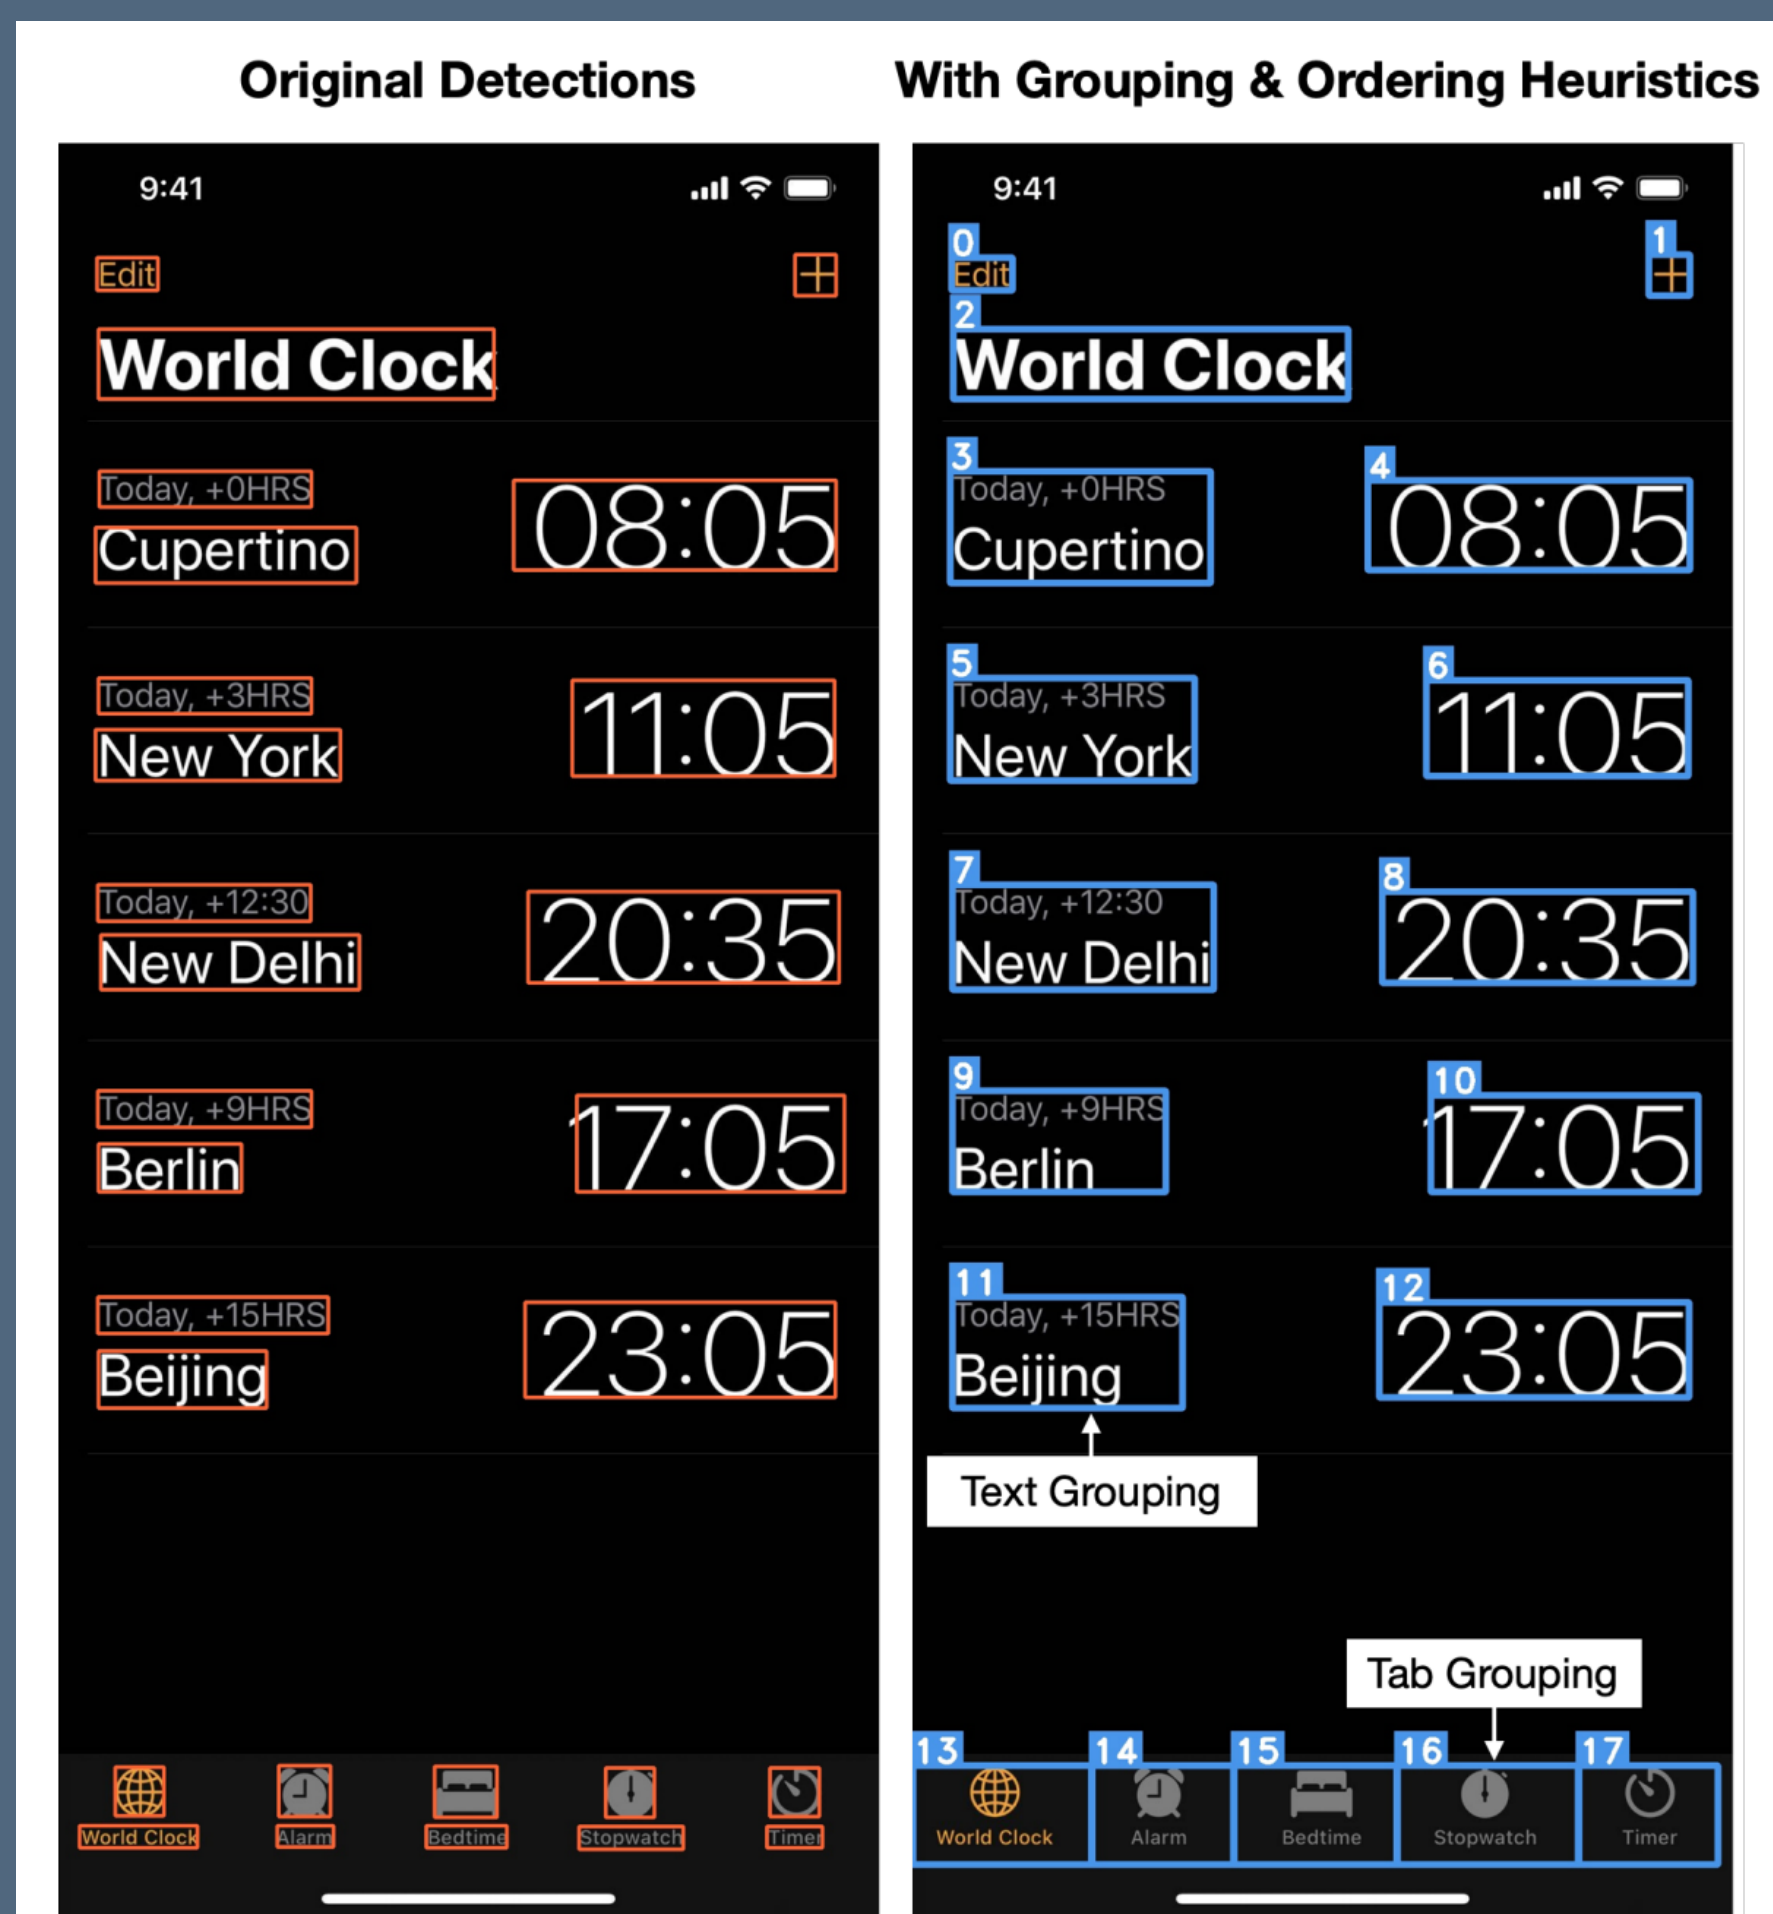 Original Detections
9:41
Edit
World Clock
Today, +0HRS
Cupertino
08:05
Today, +3HRS
New York
11:05
Today, +12:30
New Delhi
20:35
Today, +9HRS
Berlin
17:05
Today, +15HRS
Beijing
23:05
World Clock Alarm Bedtime Stopwatch Timer
With Grouping & Ordering Heuristics
9:41
0 1
Edit
2
World Clock
3
Today, +0HRS
Cupertino
4
08:05
5
Today, +3HRS
New York
6
11:05
7
Today, +12:30
New Delhi
8
20:35
9
Today, +9HRS
Berlin
10
17:05
11
Today, +15HRS
Beijing
12
23:05
Text Grouping
Tab Grouping
13 14 15 16 17
World Clock Alarm Bedtime Stopwatch Timer